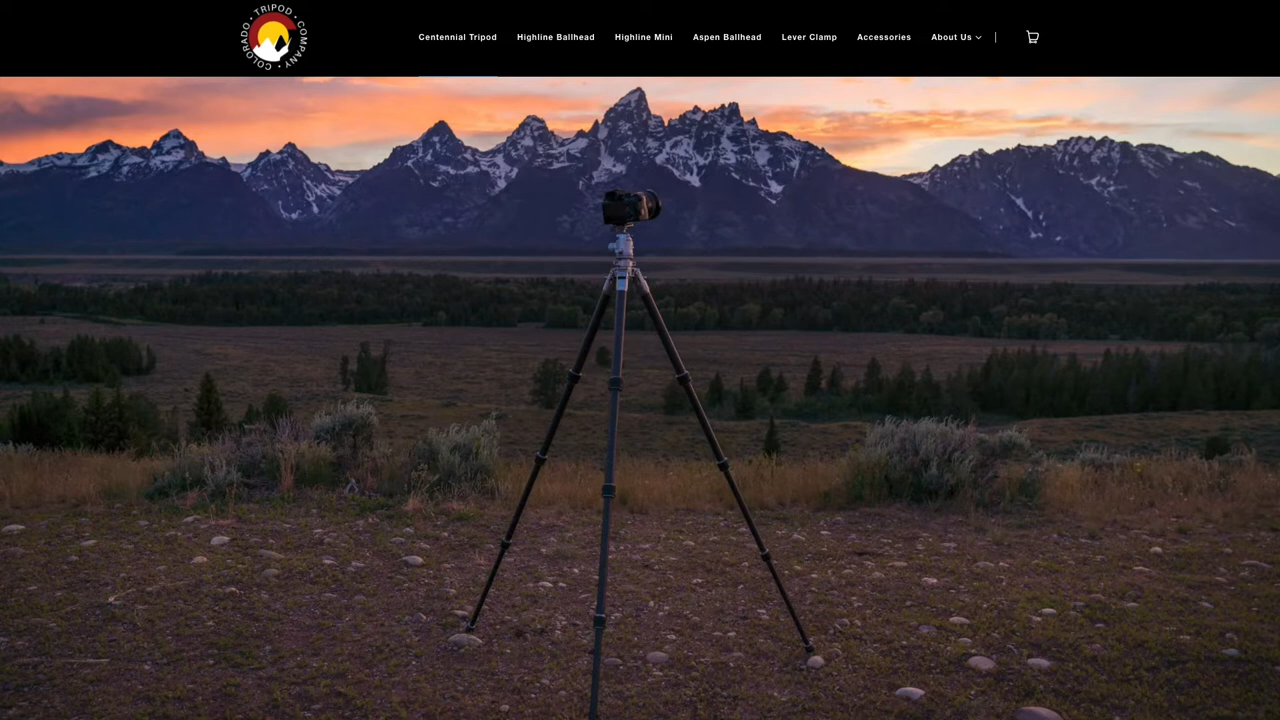 COLORADO • TRIPOD • COMPANY •
Centennial Tripod
Highline Ballhead
Highline Mini
Aspen Ballhead
Lever Clamp
Accessories
About Us